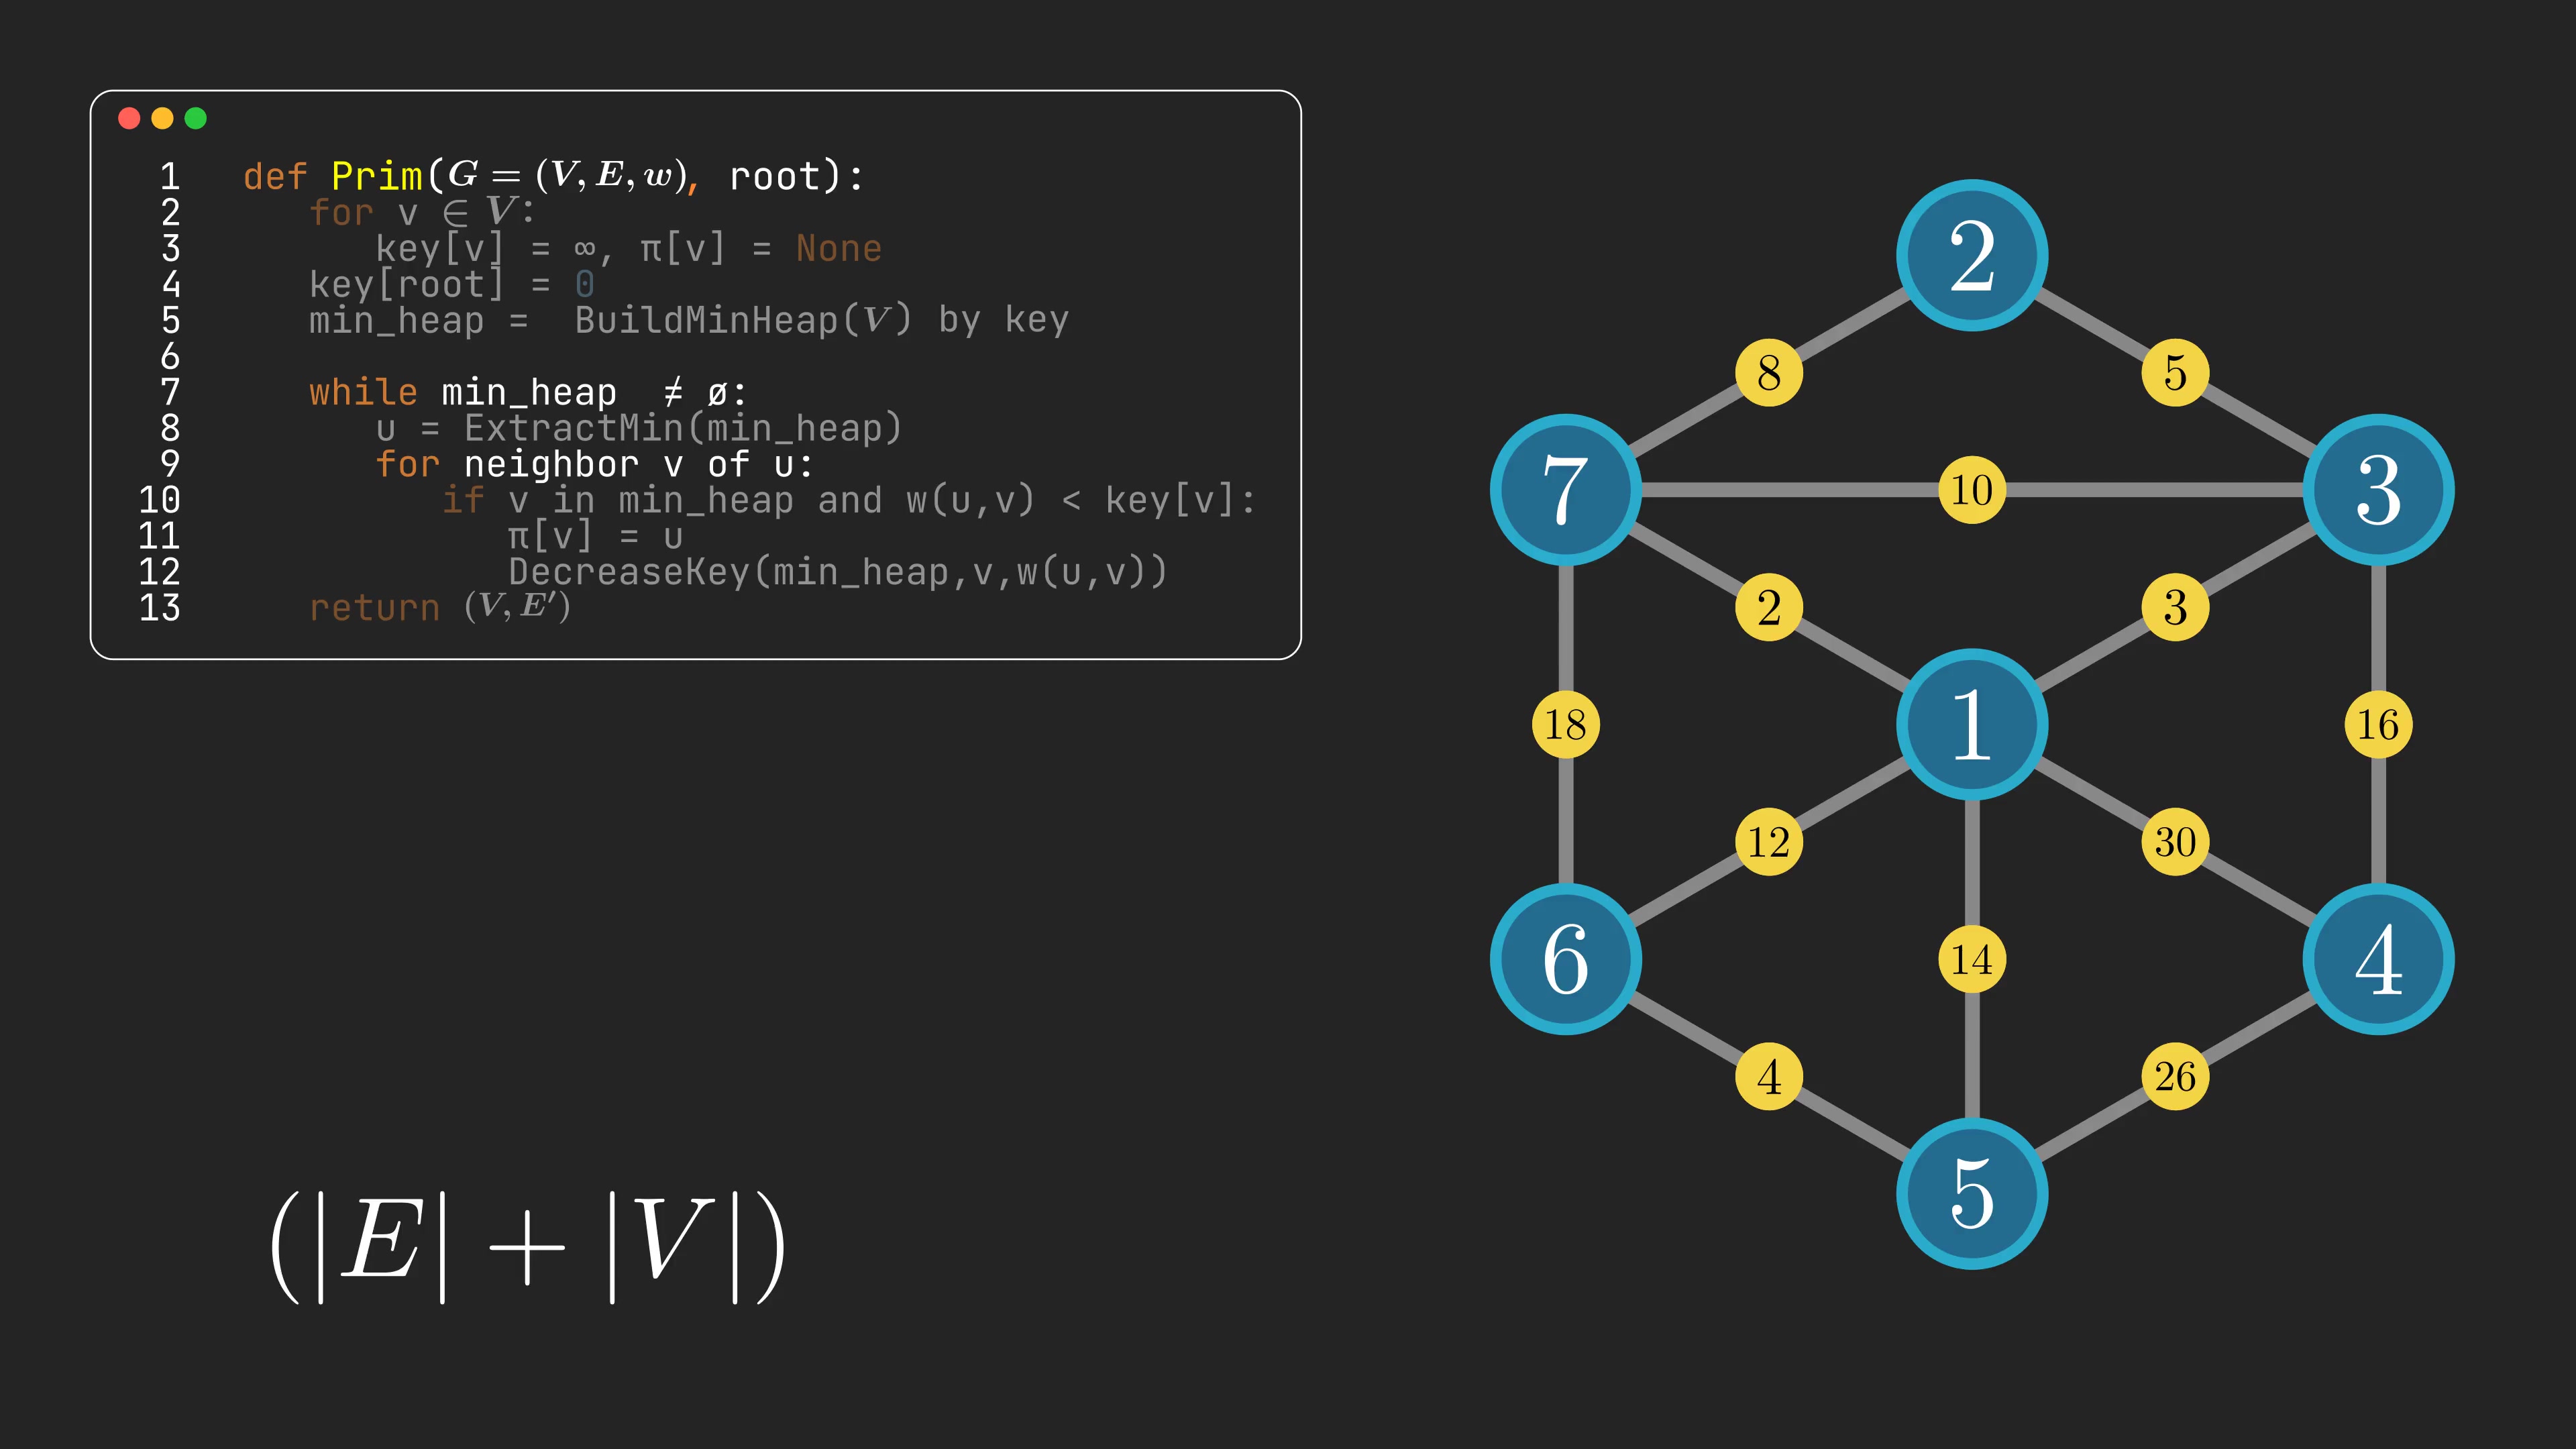 1 def Prim(G = (V, E, w), root):
2 for v ∈ V:
3 key[v] = ∞, π[v] = None
4 key[root] = 0
5 min_heap = BuildMinHeap(V) by key
6
7 while min_heap ≠ ø:
8 u = ExtractMin(min_heap)
9 for neighbor v of u:
10 if v in min_heap and w(u,v) < key[v]:
11 π[v] = u
12 DecreaseKey(min_heap,v,w(u,v))
13 return (V, E′)
(|E| + |V|)
2
8
5
7
10
3
2
3
1
18
16
12
30
6
14
4
4
26
5